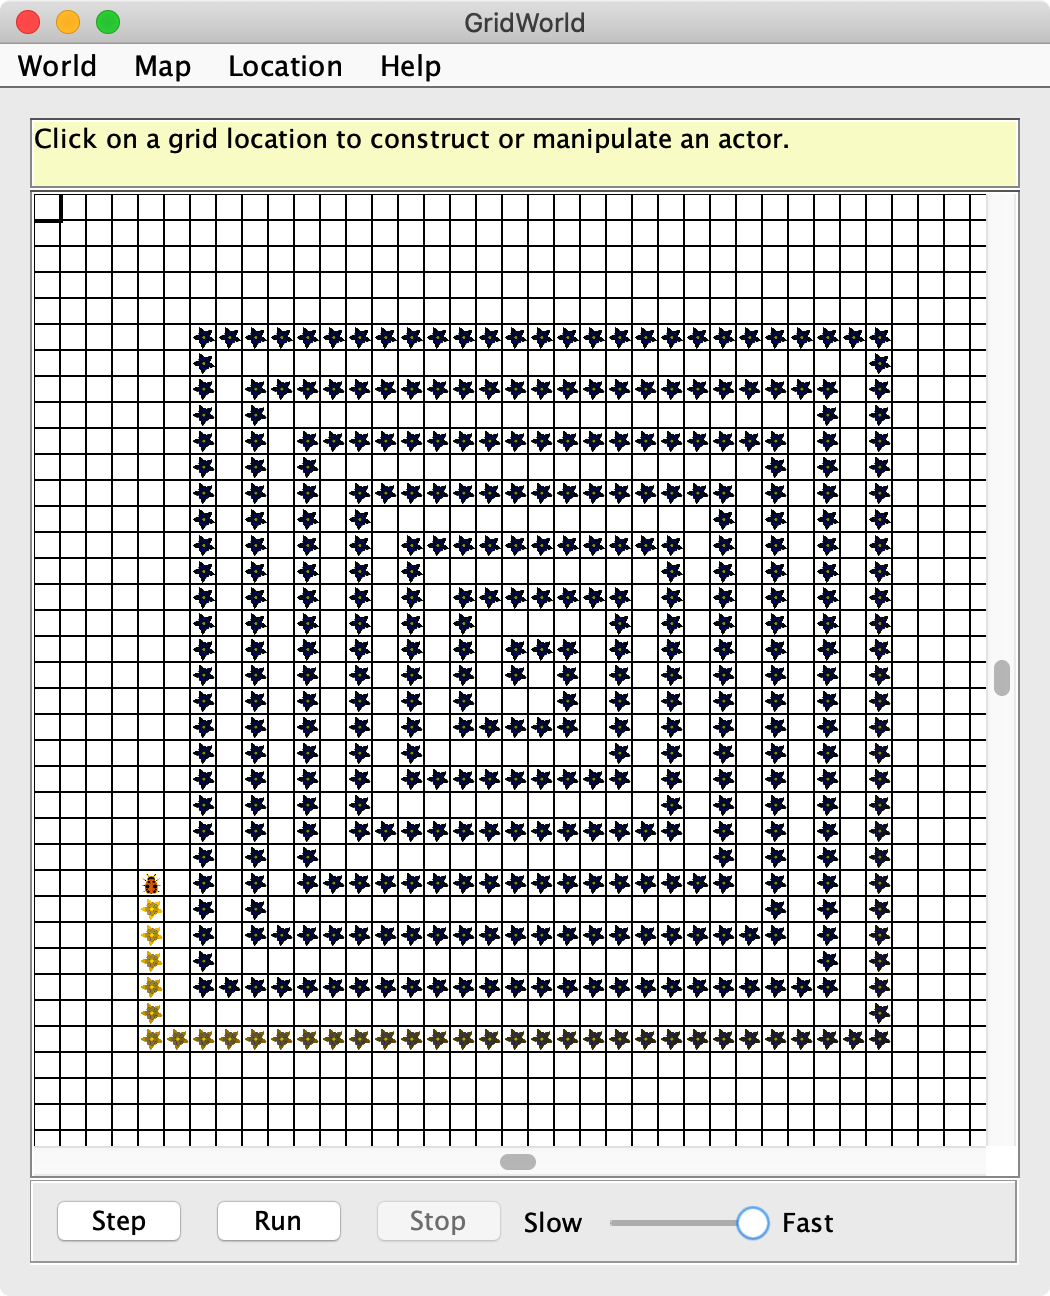 GridWorld
World Map Location Help
Click on a grid location to construct or manipulate an actor.
Step Run Stop Slow Fast